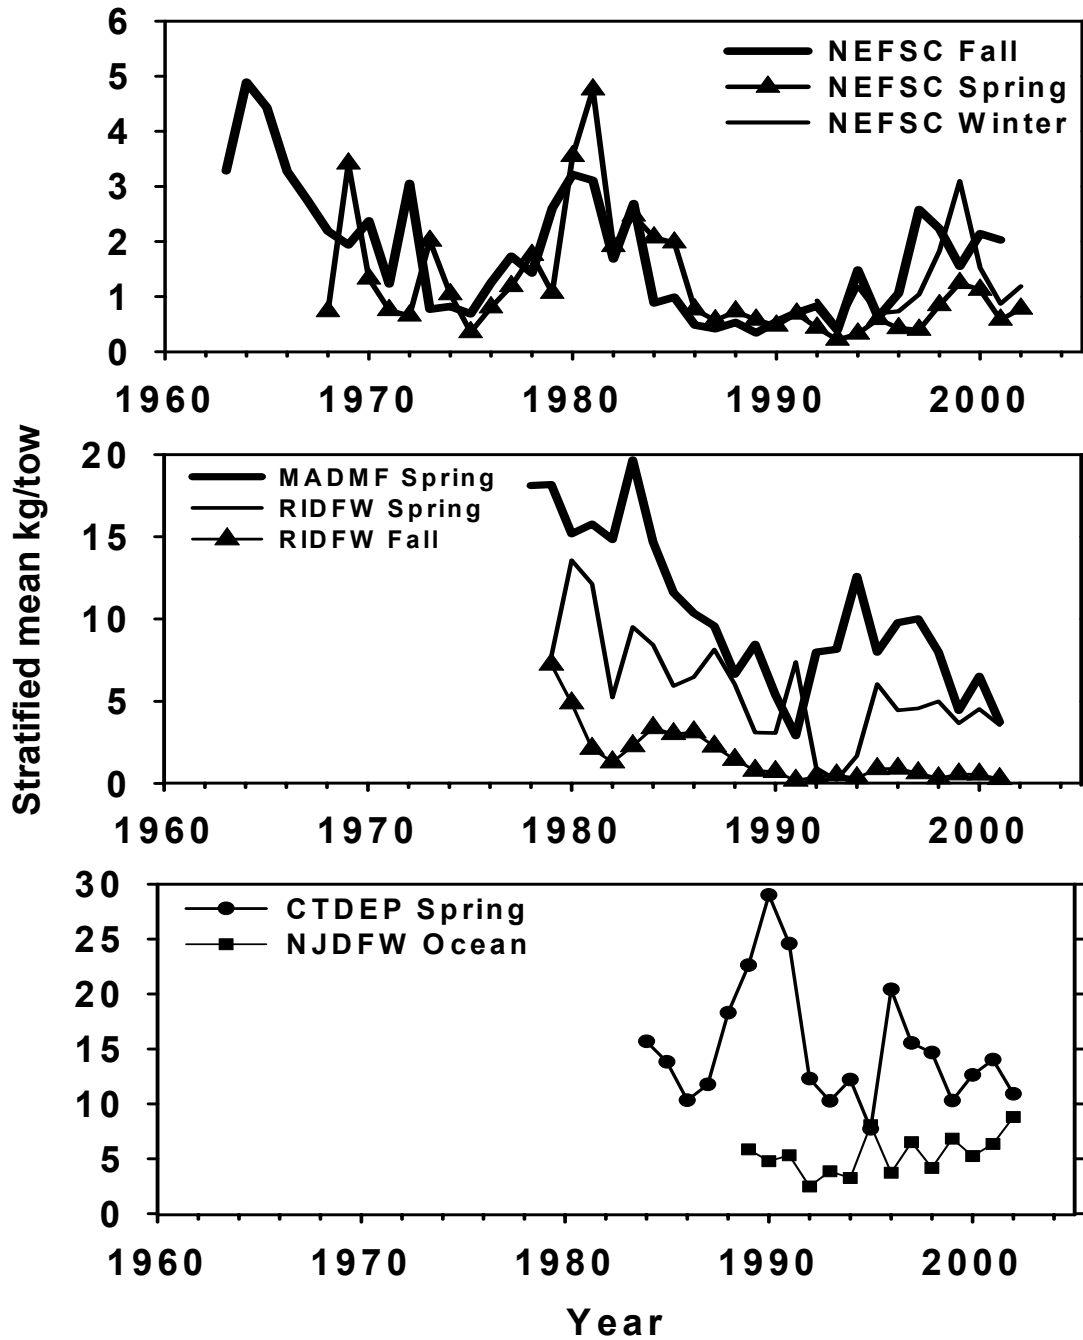 6
5
4
3
2
1
0
NEFSC Fall
NEFSC Spring
NEFSC Winter
1960 1970 1980 1990 2000
Stratified mean kg/tow
20
15
10
5
0
MADMF Spring
RIDFW Spring
RIDFW Fall
1960 1970 1980 1990 2000
30
25
20
15
10
5
0
CTDEP Spring
NJDFW Ocean
1960 1970 1980 1990 2000
Year